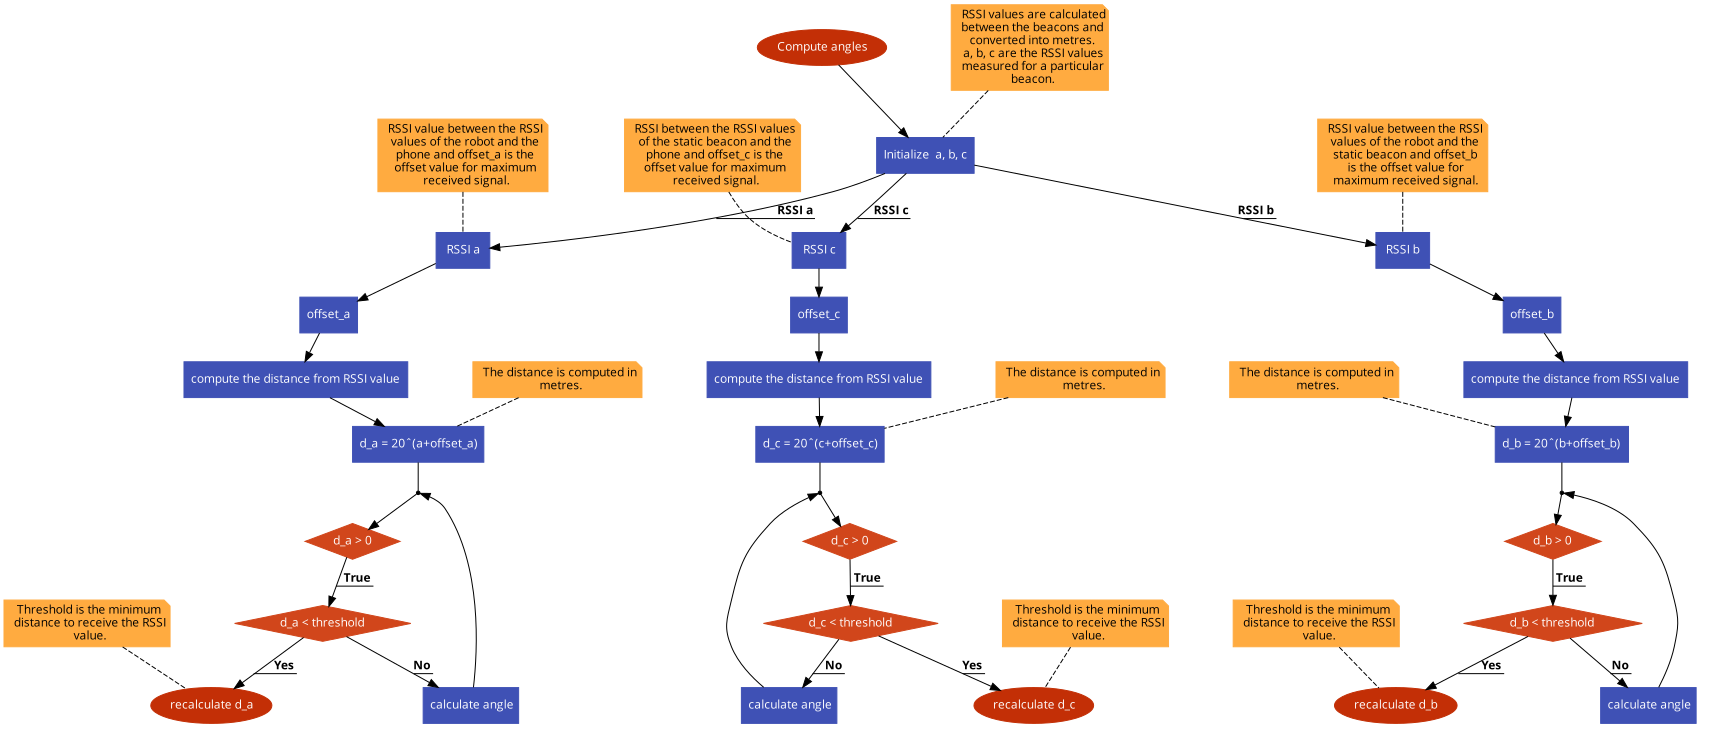 RSSI values are calculated
between the beacons and
converted into metres.
a, b, c are the RSSI values
measured for a particular
beacon.
Compute angles
RSSI value between the RSSI
values of the robot and the
phone and offset_a is the
offset value for maximum
received signal.
RSSI between the RSSI values
of the static beacon and the
phone and offset_c is the
offset value for maximum
received signal.
Initialize a, b, c
RSSI value between the RSSI
values of the robot and the
static beacon and offset_b
is the offset value for
maximum received signal.
RSSI a
RSSI c
RSSI b
RSSI a
RSSI c
RSSI b
offset_a
offset_c
offset_b
compute the distance from RSSI value
The distance is computed in
metres.
compute the distance from RSSI value
The distance is computed in
metres.
The distance is computed in
metres.
compute the distance from RSSI value
d_a = 20^(a+offset_a)
d_c = 20^(c+offset_c)
d_b = 20^(b+offset_b)
d_a > 0
d_c > 0
d_b > 0
True
True
True
Threshold is the minimum
distance to receive the RSSI
value.
d_a < threshold
d_c < threshold
Threshold is the minimum
distance to receive the RSSI
value.
Threshold is the minimum
distance to receive the RSSI
value.
d_b < threshold
Yes
No
No
Yes
Yes
No
recalculate d_a
calculate angle
calculate angle
recalculate d_c
recalculate d_b
calculate angle